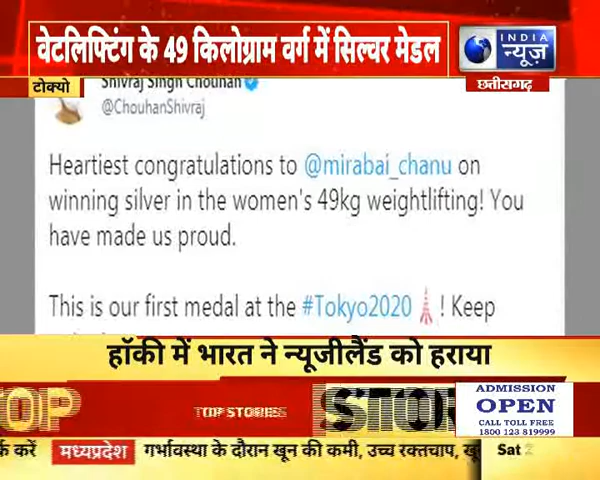 वेटलिफ्टिंग के 49 किलोग्राम वर्ग में सिल्वर मेडल
INDIA
न्यूज़
छत्तीसगढ़
टोक्यो
Shivraj Singh Chouhan
@ChouhanShivraj
Heartiest congratulations to @mirabai_chanu on
winning silver in the women's 49kg weightlifting! You
have made us proud.
This is our first medal at the #Tokyo2020 ! Keep
हॉकी में भारत ने न्यूजीलैंड को हराया
TOP STORIES
ADMISSION
OPEN
CALL TOLL FREE
1800 123 819999
करें मध्यप्रदेश गर्भावस्था के दौरान खून की कमी, उच्च रक्तचाप, Sat